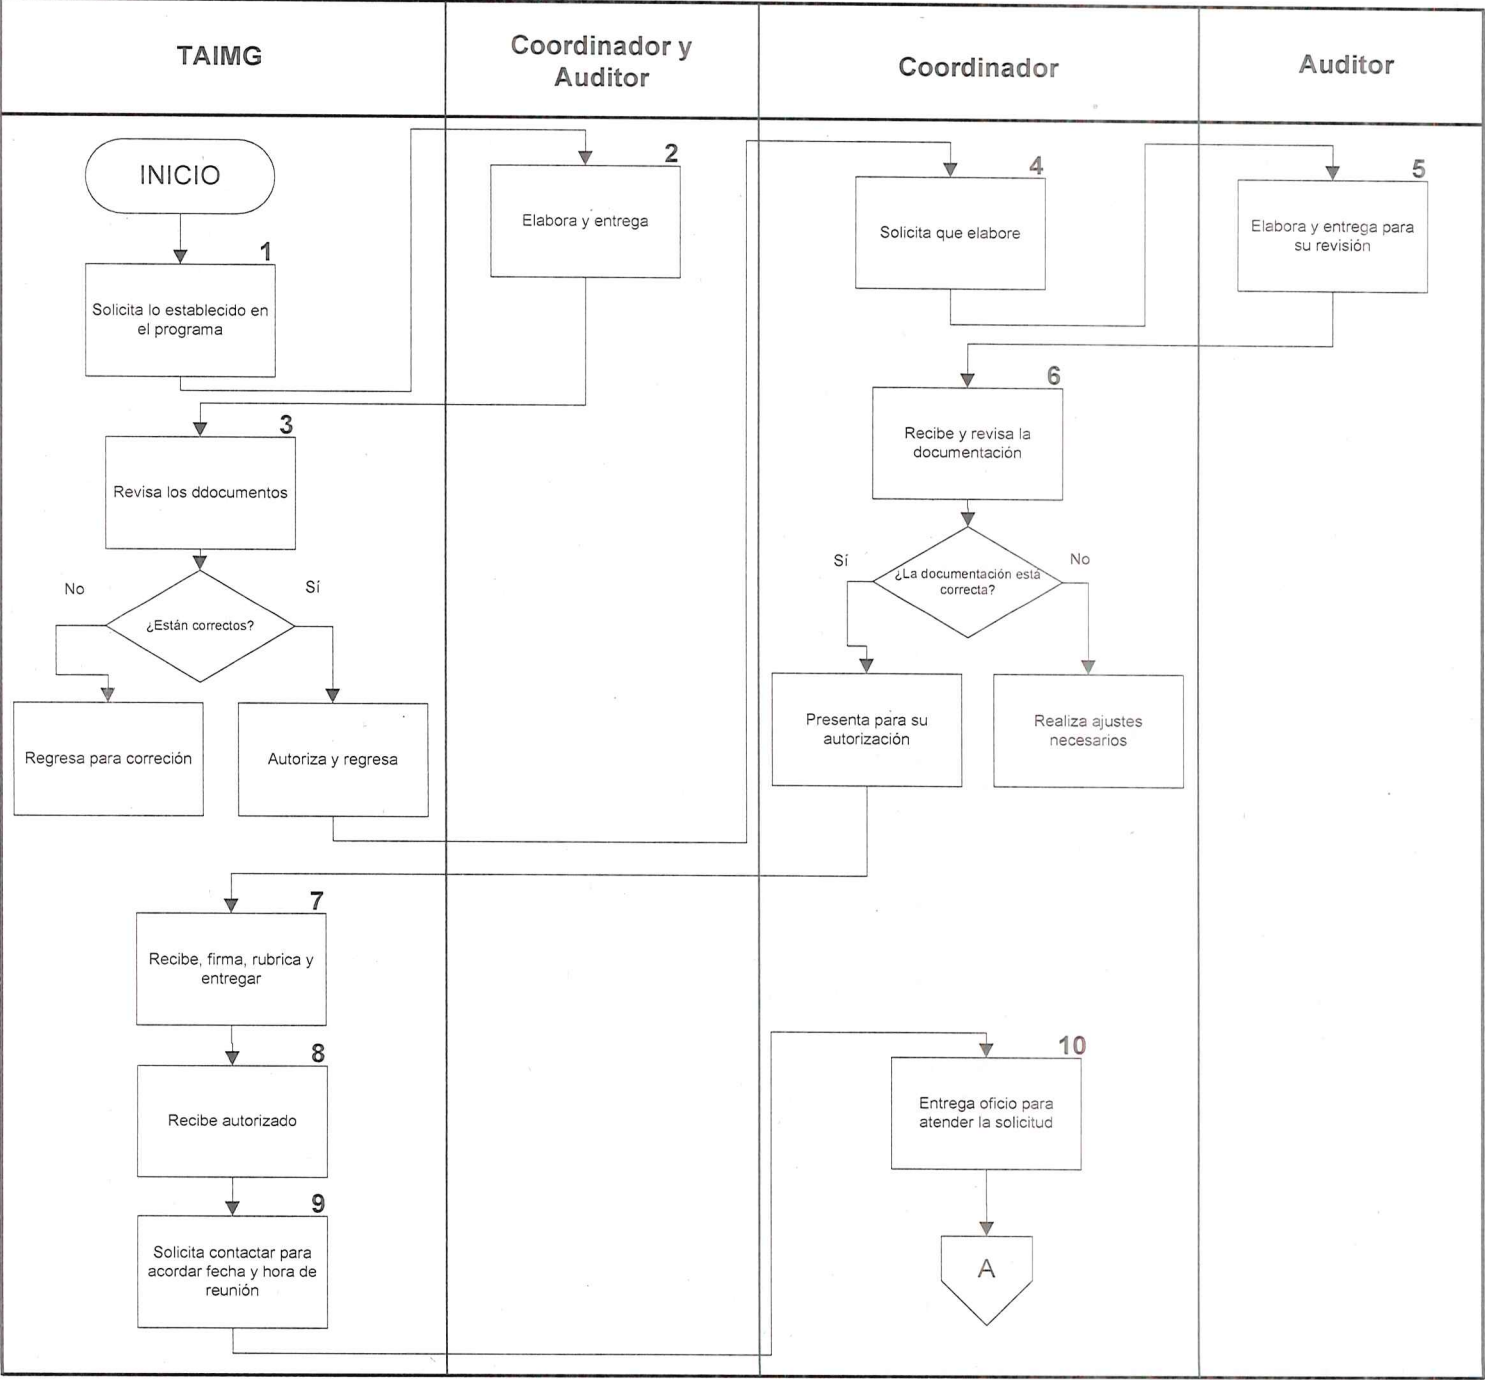 TAIMG
Coordinador y
Auditor
Coordinador
Auditor
INICIO
1
Solicita lo establecido en
el programa
2
Elabora y entrega
3
Revisa los ddocumentos
¿Están correctos?
No
Sí
Regresa para correción
Autoriza y regresa
4
Solicita que elabore
5
Elabora y entrega para
su revisión
6
Recibe y revisa la
documentación
¿La documentación está
correcta?
Sí
No
Presenta para su
autorización
Realiza ajustes
necesarios
7
Recibe, firma, rubrica y
entregar
8
Recibe autorizado
9
Solicita contactar para
acordar fecha y hora de
reunión
10
Entrega oficio para
atender la solicitud
A